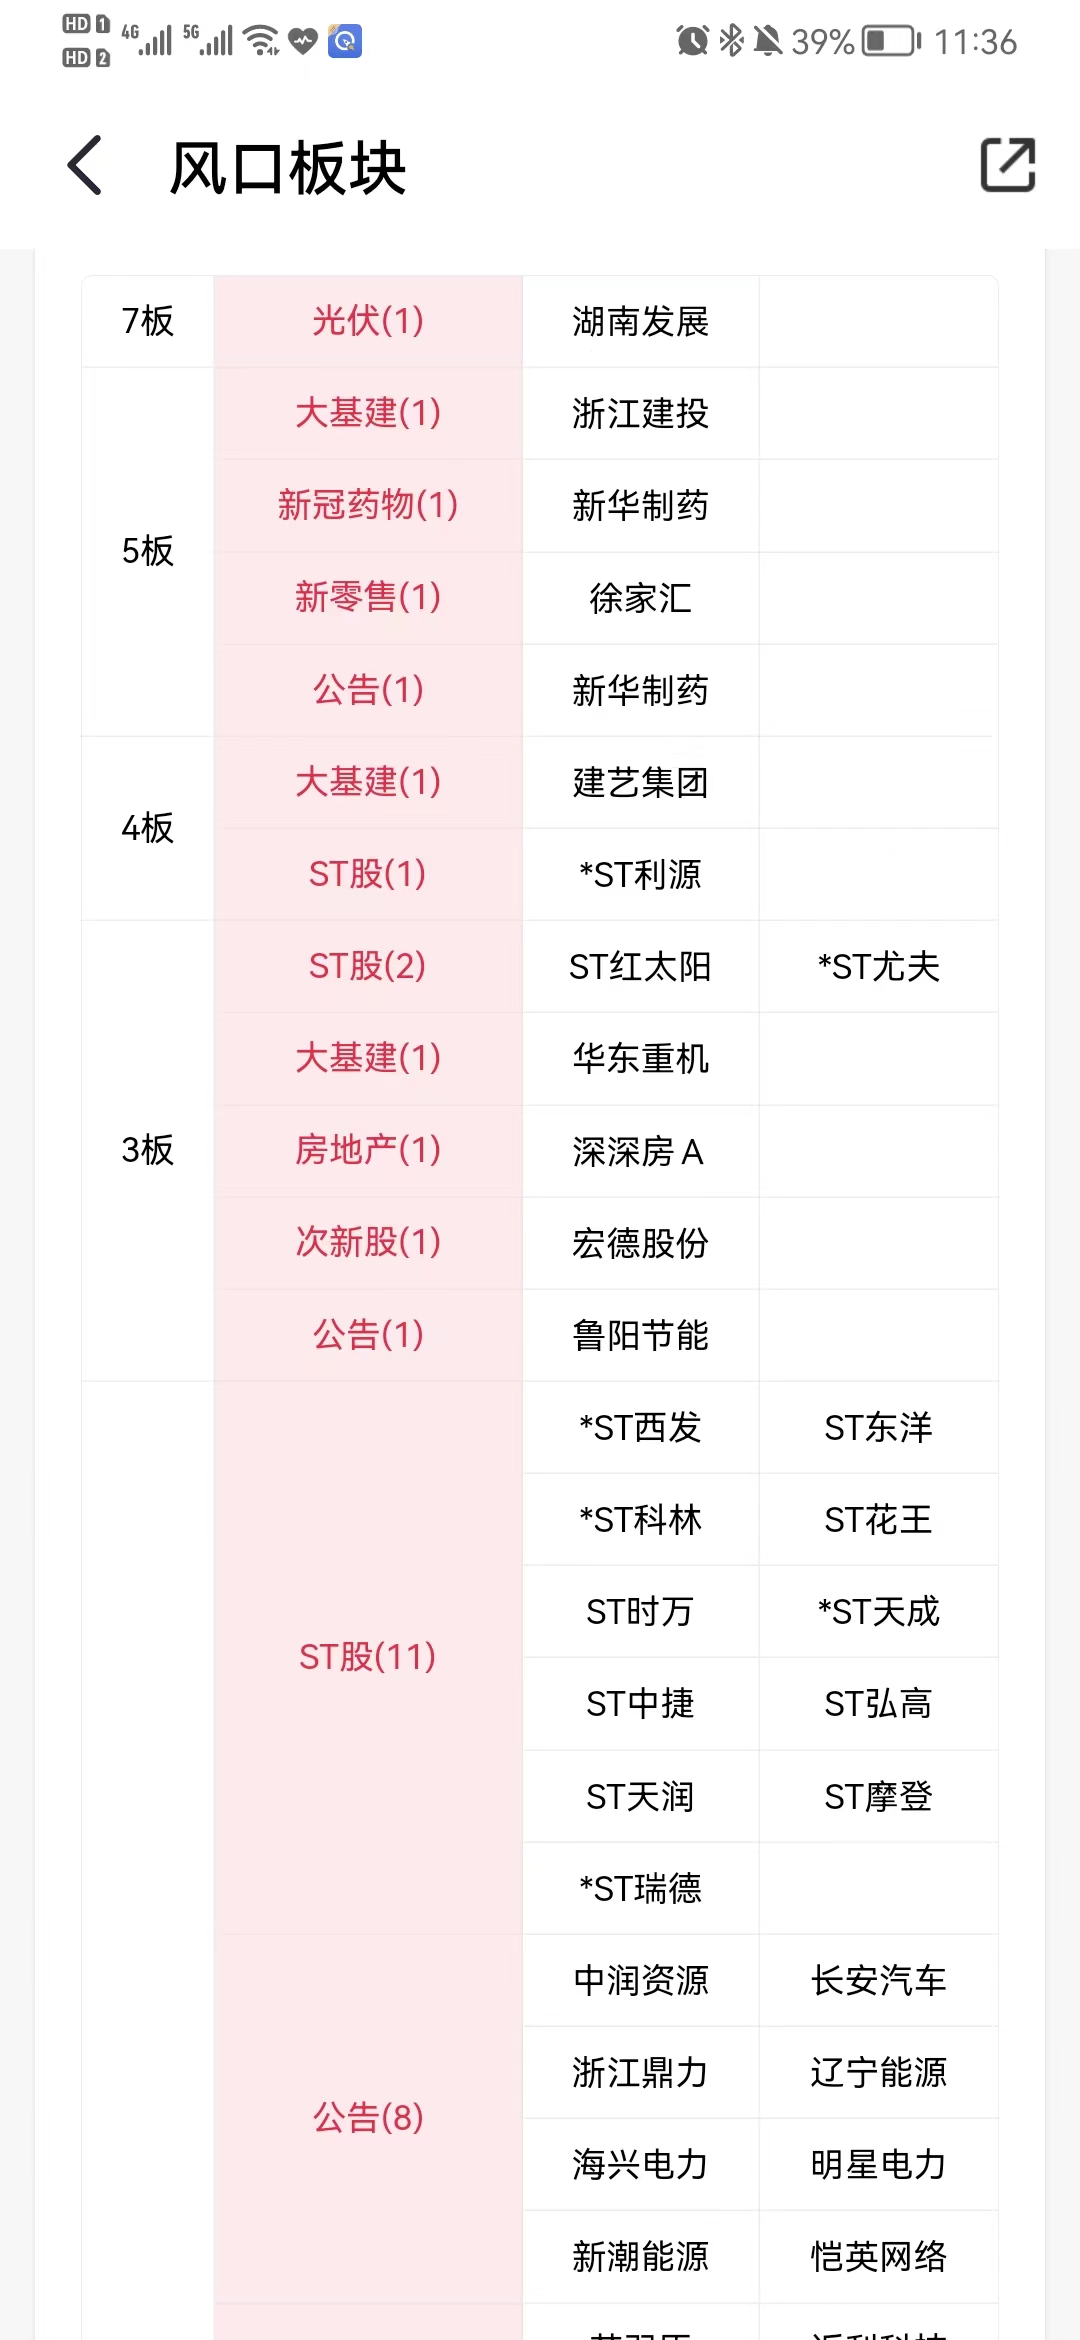 HD 1 4G 5G 39% 11:36
HD 2
风口板块
7板 光伏(1) 湖南发展
大基建(1) 浙江建投
新冠药物(1) 新华制药
5板
新零售(1) 徐家汇
公告(1) 新华制药
大基建(1) 建艺集团
4板
ST股(1) *ST利源
ST股(2) ST红太阳 *ST尤夫
大基建(1) 华东重机
3板 房地产(1) 深深房A
次新股(1) 宏德股份
公告(1) 鲁阳节能
*ST西发 ST东洋
*ST科林 ST花王
ST时万 *ST天成
ST股(11)
ST中捷 ST弘高
ST天润 ST摩登
*ST瑞德
中润资源 长安汽车
浙江鼎力 辽宁能源
公告(8)
海兴电力 明星电力
新潮能源 恺英网络